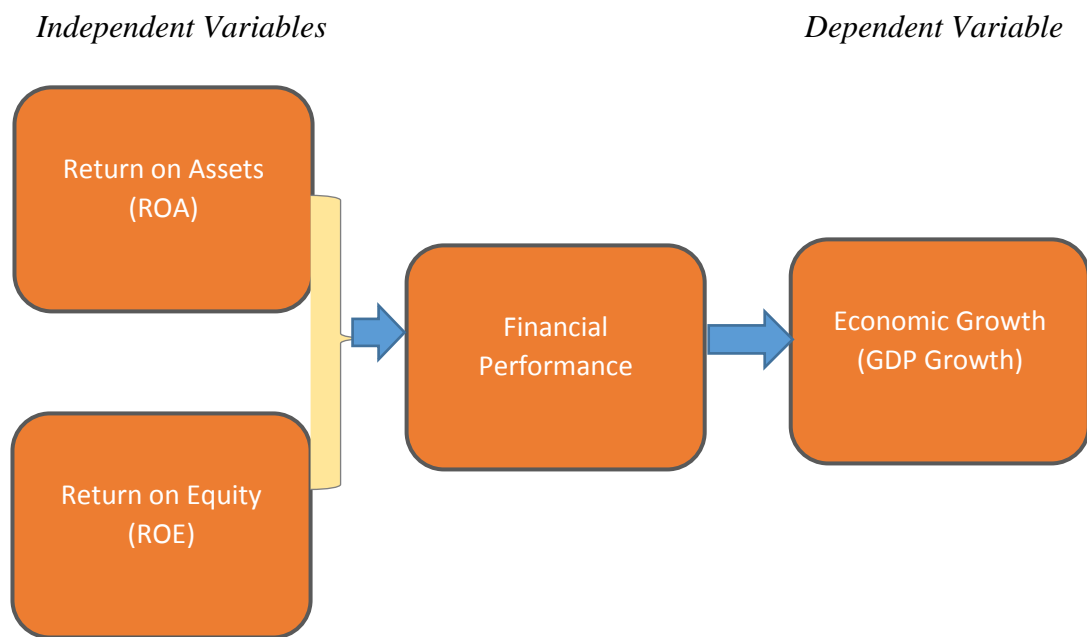 Independent Variables
Dependent Variable
Return on Assets
(ROA)
Financial
Performance
Economic Growth
(GDP Growth)
Return on Equity
(ROE)